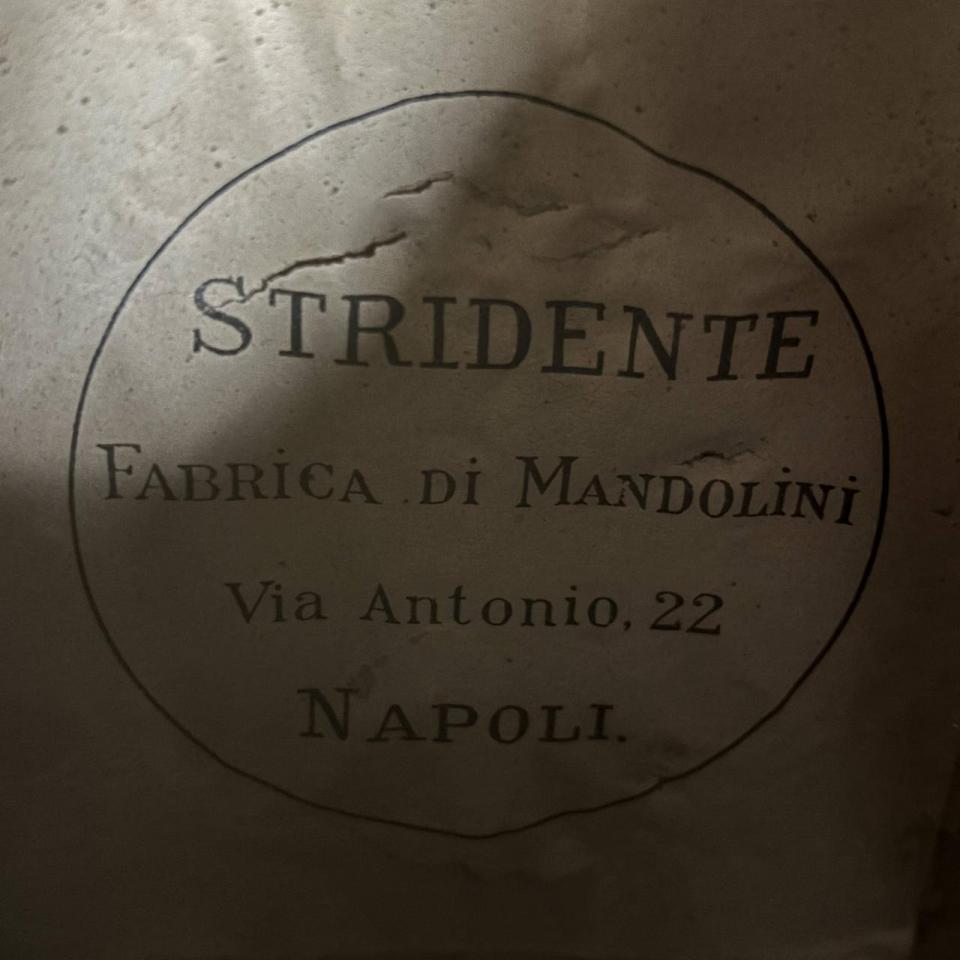 STRIDENTE
FABRiCA Di MANDOLiNi
Via Antonio, 22
NAPOLI.